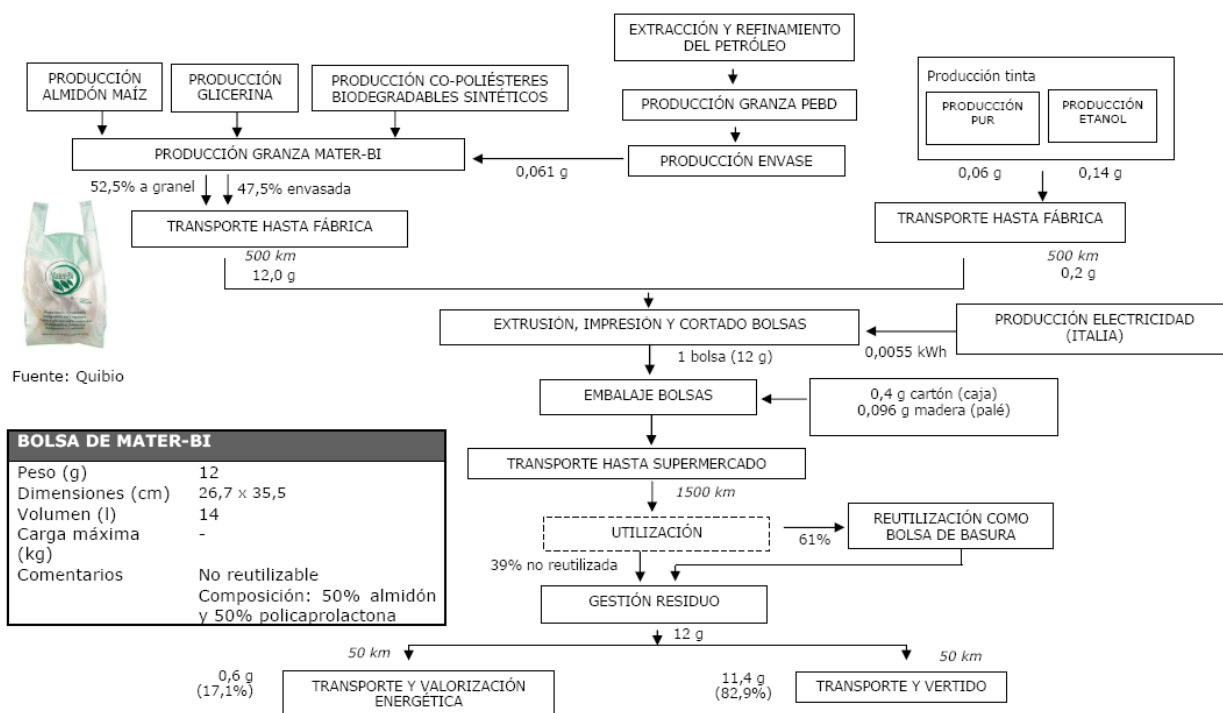 EXTRACCIÓN Y REFINAMIENTO
DEL PETRÓLEO
PRODUCCIÓN
ALMIDÓN MAÍZ
PRODUCCIÓN
GLICERINA
PRODUCCIÓN CO-POLIÉSTERES
BIODEGRADABLES SINTÉTICOS
PRODUCCIÓN GRANZA PEBD
Producción tinta
PRODUCCIÓN
PUR
PRODUCCIÓN
ETANOL
PRODUCCIÓN GRANZA MATER-BI
0,061 g
PRODUCCIÓN ENVASE
0,06 g
0,14 g
52,5% a granel
47,5% envasada
TRANSPORTE HASTA FÁBRICA
500 km
12,0 g
TRANSPORTE HASTA FÁBRICA
500 km
0,2 g
EXTRUSIÓN, IMPRESIÓN Y CORTADO BOLSAS
PRODUCCIÓN ELECTRICIDAD
(ITALIA)
0,0055 kWh
1 bolsa (12 g)
Fuente: Quibio
EMBALAJE BOLSAS
0,4 g cartón (caja)
0,096 g madera (palé)
BOLSA DE MATER-BI
Peso (g) 12
Dimensiones (cm) 26,7 x 35,5
Volumen (l) 14
Carga máxima -
(kg)
Comentarios No reutilizable
Composición: 50% almidón
y 50% policaprolactona
TRANSPORTE HASTA SUPERMERCADO
1500 km
UTILIZACIÓN
61%
REUTILIZACIÓN COMO
BOLSA DE BASURA
39% no reutilizada
GESTIÓN RESIDUO
12 g
50 km
50 km
0,6 g
(17,1%)
TRANSPORTE Y VALORIZACIÓN
ENERGÉTICA
11,4 g
(82,9%)
TRANSPORTE Y VERTIDO